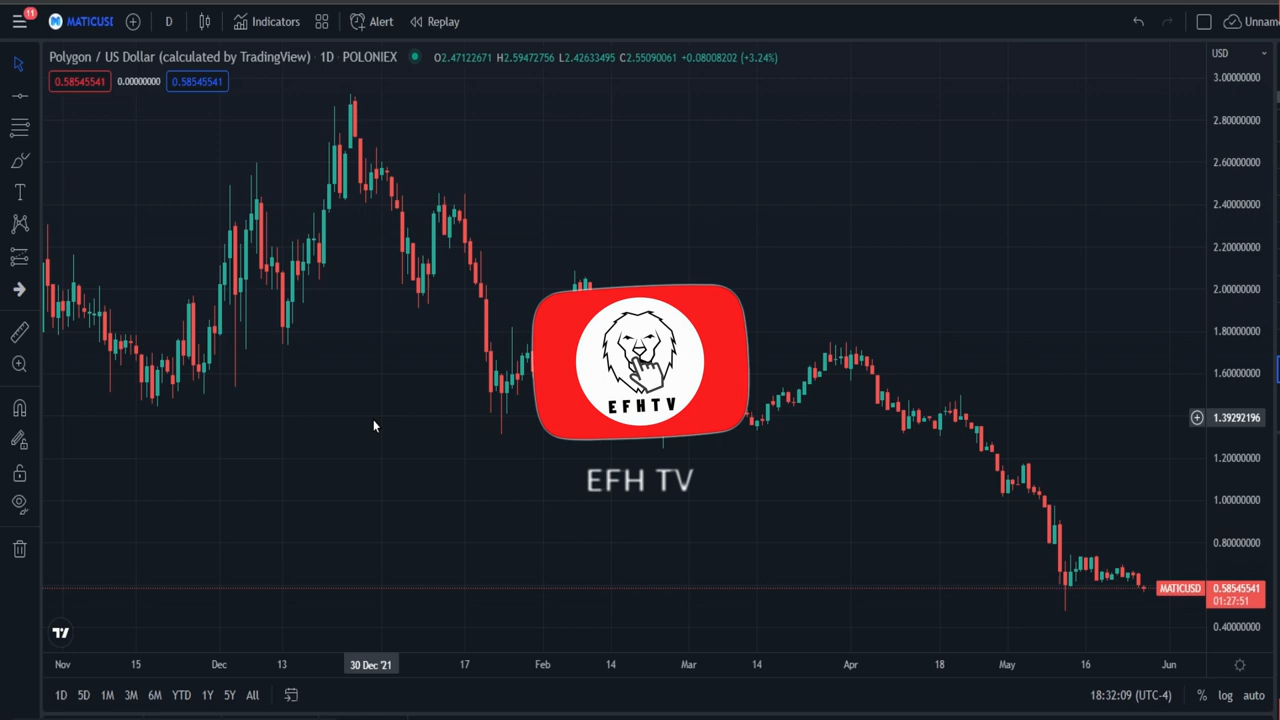 11
MATICUSI
D
Indicators
Alert
Replay
Unnam
Polygon / US Dollar (calculated by TradingView) 1D POLONIEX
O2.47122671 H2.59472756 L2.42633495 C2.55090061 +0.08008202 (+3.24%)
USD
0.58545541 0.00000000 0.58545541
3.00000000
2.80000000
2.60000000
2.40000000
2.20000000
2.00000000
1.80000000
1.60000000
1.39292196
1.20000000
1.00000000
0.80000000
MATICUSD 0.58545541
01:27:51
0.40000000
EFHTV
EFH TV
Nov 15 Dec 13 30 Dec '21 17 Feb 14 Mar 14 Apr 18 May 16 Jun
1D 5D 1M 3M 6M YTD 1Y 5Y All
18:32:09 (UTC-4) % log auto